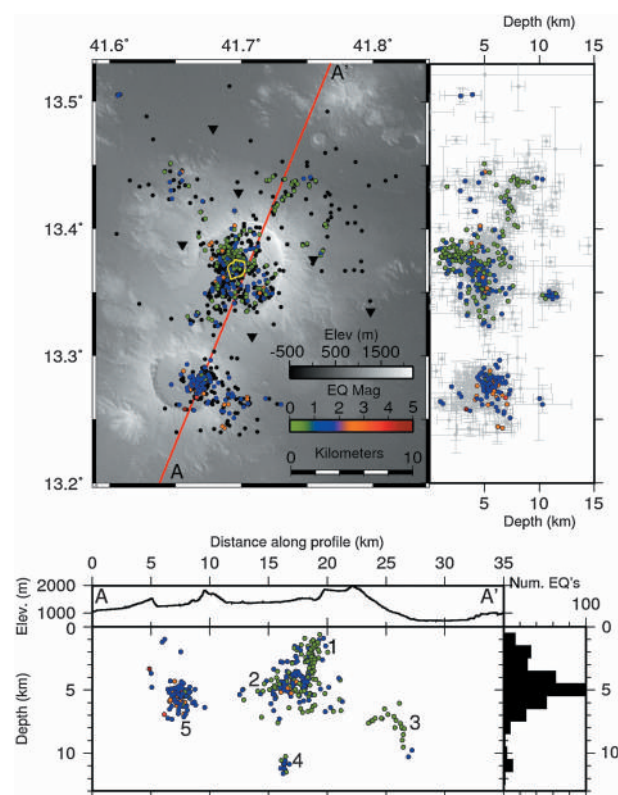 Depth (km)
41.6° 41.7° 41.8° 5 10 15
A'
13.5°
13.4°
13.3°
13.2°
Elev (m)
-500 500 1500
EQ Mag
0 1 2 3 4 5
Kilometers
0 10
A
5 10 15
Depth (km)
Distance along profile (km)
0 5 10 15 20 25 30 35
Num. EQ's
Elev. (m)
2000
1000
A A'
100
0 0
Depth (km)
5 5
10 10
1
2
3
4
5